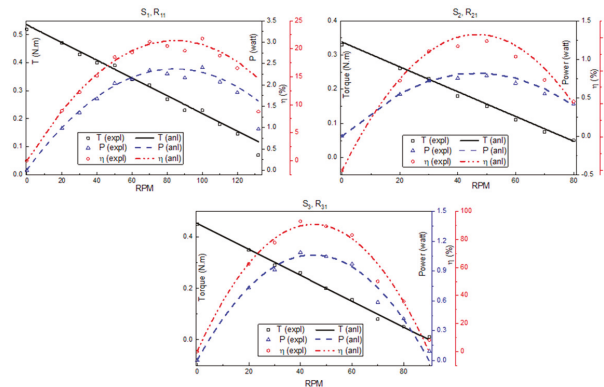 S1, R11
T (N.m)
P (watt)
η (%)
0.5
0.4
0.3
0.2
0.1
0.0
3.5
3.0
2.5
2.0
1.5
1.0
0.5
0.0
25
20
15
10
5
0
T (expl) T (anl)
P (expl) P (anl)
η (expl) η (anl)
0 20 40 60 80 100 120
RPM
S2, R21
Torque (N.m)
Power (watt)
η (%)
0.4
0.3
0.2
0.1
0.0
1.5
1.0
0.5
0.0
-0.5
T (expl) T (anl)
P (expl) P (anl)
η (expl) η (anl)
0 20 40 60 80
RPM
S3, R31
Torque (N.m)
Power (watt)
η (%)
0.4
0.2
0.0
1.5
1.2
0.9
0.6
0.3
0.0
100
80
60
40
20
0
T (expl) T (anl)
P (expl) P (anl)
η (expl) η (anl)
0 20 40 60 80
RPM